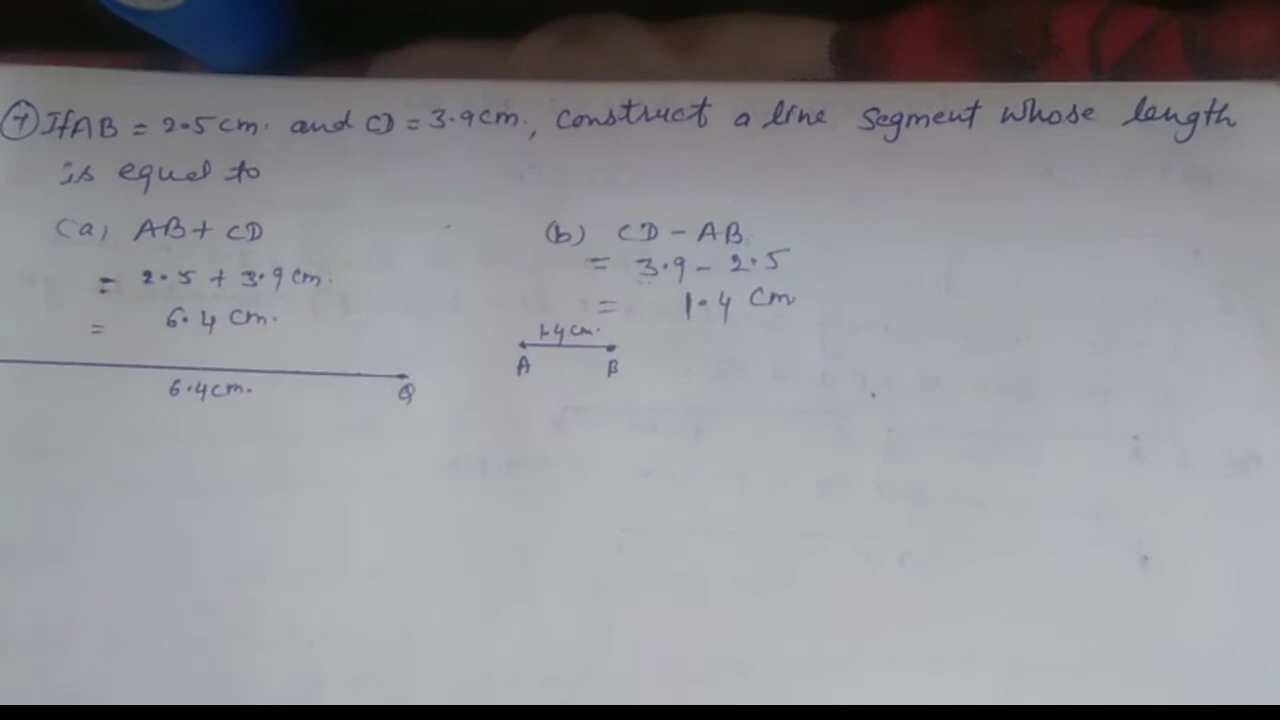 7 If AB = 2.5 cm. and CD = 3.9 cm., construct a line segment whose length
is equal to
(a) AB + CD
= 2.5 + 3.9 cm.
= 6.4 cm.
6.4 cm.
Q
(b) CD - AB
= 3.9 - 2.5
= 1.4 cm
1.4 cm.
A B